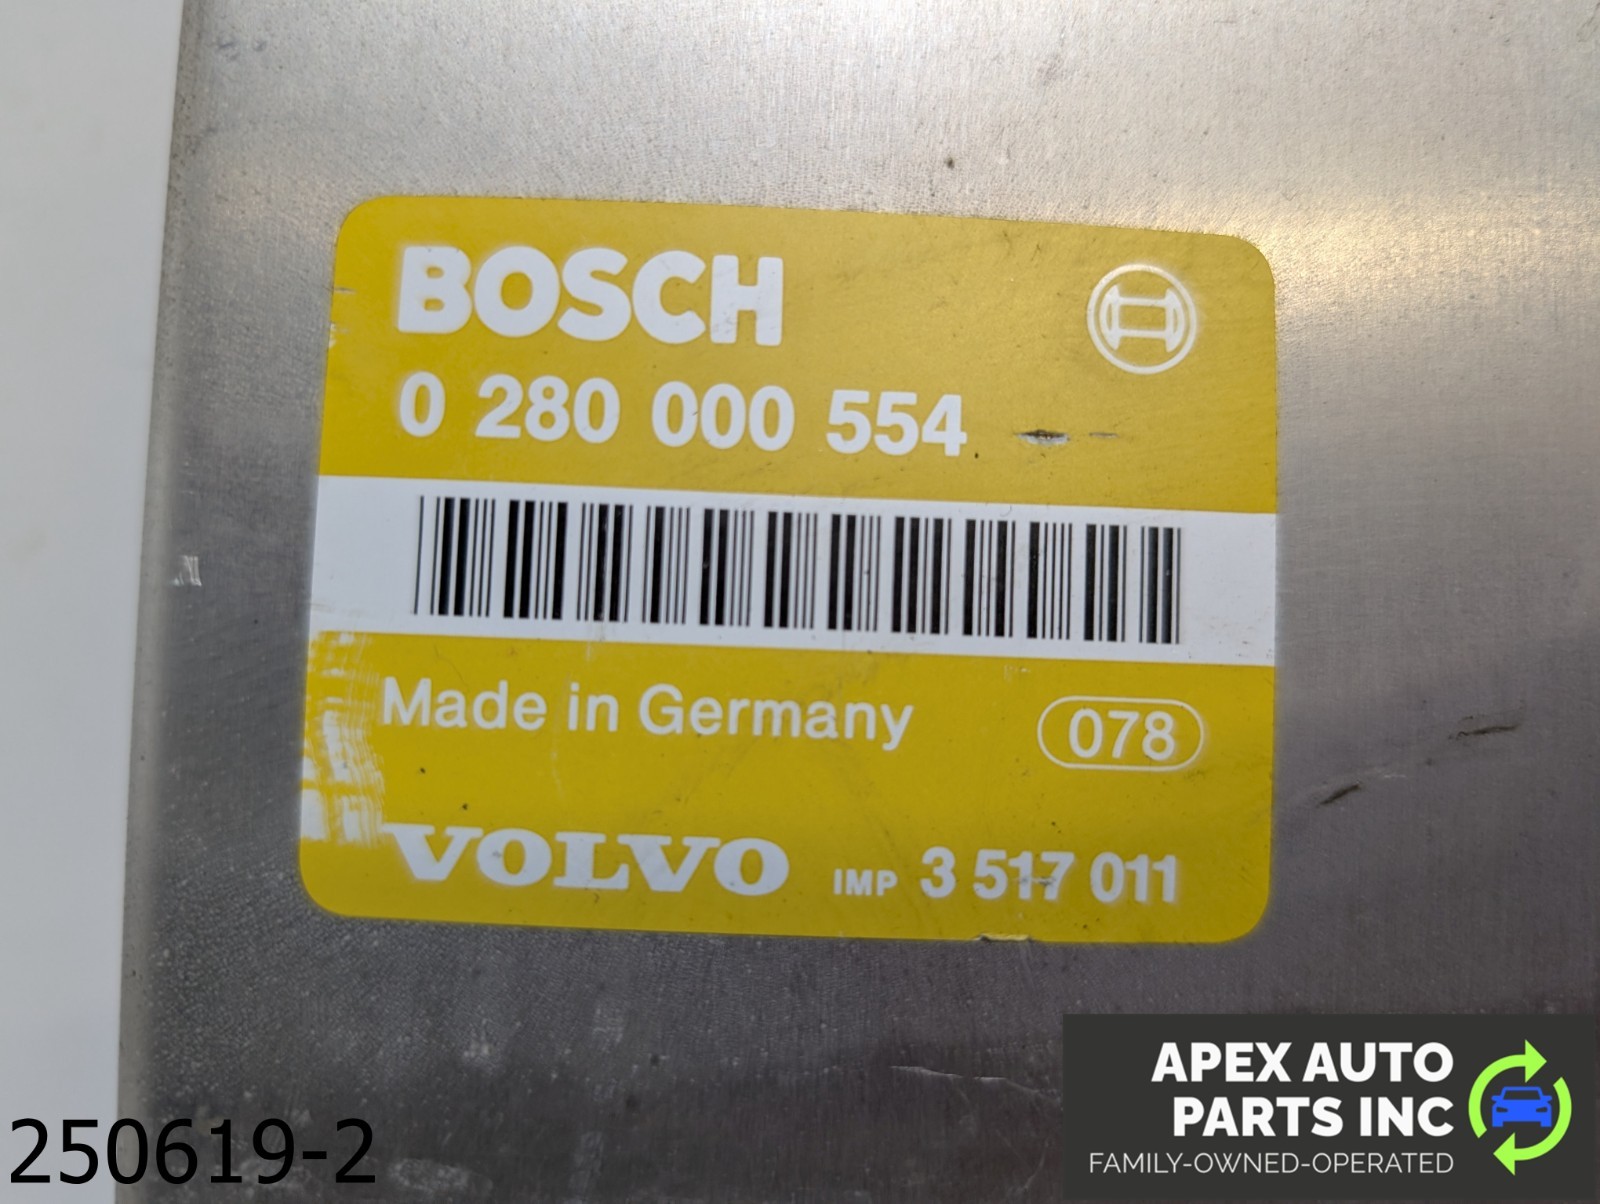 BOSCH
0 280 000 554
Made in Germany
078
VOLVO IMP 3 517 011
APEX AUTO
PARTS INC
FAMILY-OWNED-OPERATED
250619-2